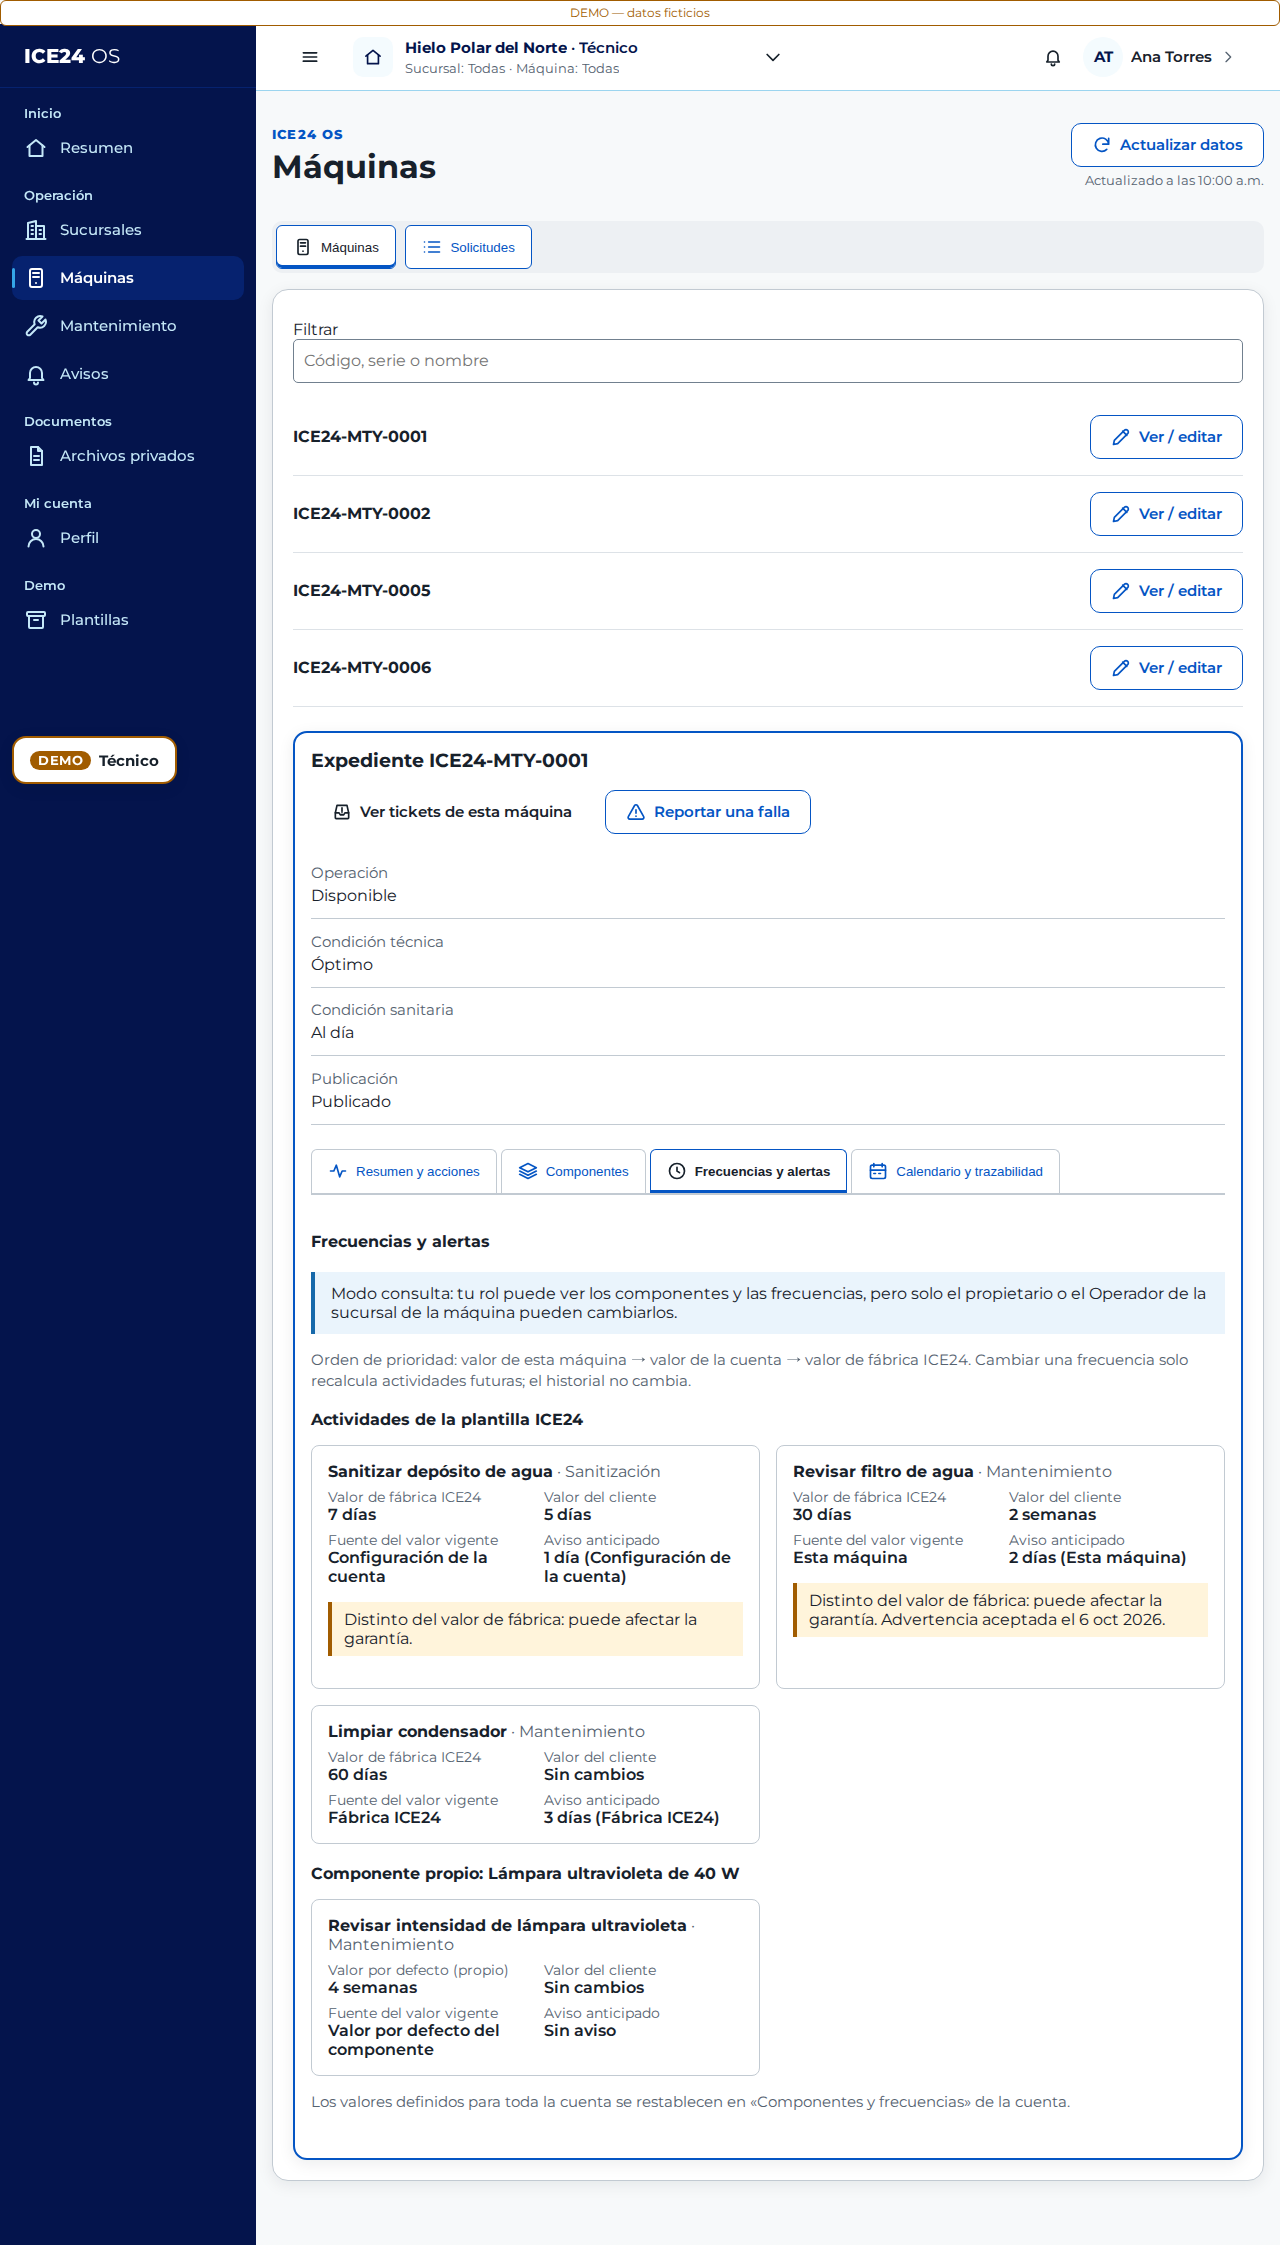 DEMO — datos ficticios
ICE24 OS
Inicio
Resumen
Operación
Sucursales
Máquinas
Mantenimiento
Avisos
Documentos
Archivos privados
Mi cuenta
Perfil
Demo
Plantillas
DEMO Técnico
Hielo Polar del Norte · Técnico
Sucursal: Todas · Máquina: Todas
AT Ana Torres
ICE24 OS
Máquinas
Actualizar datos
Actualizado a las 10:00 a.m.
Máquinas Solicitudes
Filtrar
Código, serie o nombre
ICE24-MTY-0001 Ver / editar
ICE24-MTY-0002 Ver / editar
ICE24-MTY-0005 Ver / editar
ICE24-MTY-0006 Ver / editar
Expediente ICE24-MTY-0001
Ver tickets de esta máquina Reportar una falla
Operación
Disponible
Condición técnica
Óptimo
Condición sanitaria
Al día
Publicación
Publicado
Resumen y acciones Componentes Frecuencias y alertas Calendario y trazabilidad
Frecuencias y alertas
Modo consulta: tu rol puede ver los componentes y las frecuencias, pero solo el propietario o el Operador de la
sucursal de la máquina pueden cambiarlos.
Orden de prioridad: valor de esta máquina → valor de la cuenta → valor de fábrica ICE24. Cambiar una frecuencia solo
recalcula actividades futuras; el historial no cambia.
Actividades de la plantilla ICE24
Sanitizar depósito de agua · Sanitización
Valor de fábrica ICE24 Valor del cliente
7 días 5 días
Fuente del valor vigente Aviso anticipado
Configuración de la 1 día (Configuración de
cuenta la cuenta)
Distinto del valor de fábrica: puede afectar la
garantía.
Revisar filtro de agua · Mantenimiento
Valor de fábrica ICE24 Valor del cliente
30 días 2 semanas
Fuente del valor vigente Aviso anticipado
Esta máquina 2 días (Esta máquina)
Distinto del valor de fábrica: puede afectar la
garantía. Advertencia aceptada el 6 oct 2026.
Limpiar condensador · Mantenimiento
Valor de fábrica ICE24 Valor del cliente
60 días Sin cambios
Fuente del valor vigente Aviso anticipado
Fábrica ICE24 3 días (Fábrica ICE24)
Componente propio: Lámpara ultravioleta de 40 W
Revisar intensidad de lámpara ultravioleta ·
Mantenimiento
Valor por defecto (propio) Valor del cliente
4 semanas Sin cambios
Fuente del valor vigente Aviso anticipado
Valor por defecto del Sin aviso
componente
Los valores definidos para toda la cuenta se restablecen en «Componentes y frecuencias» de la cuenta.